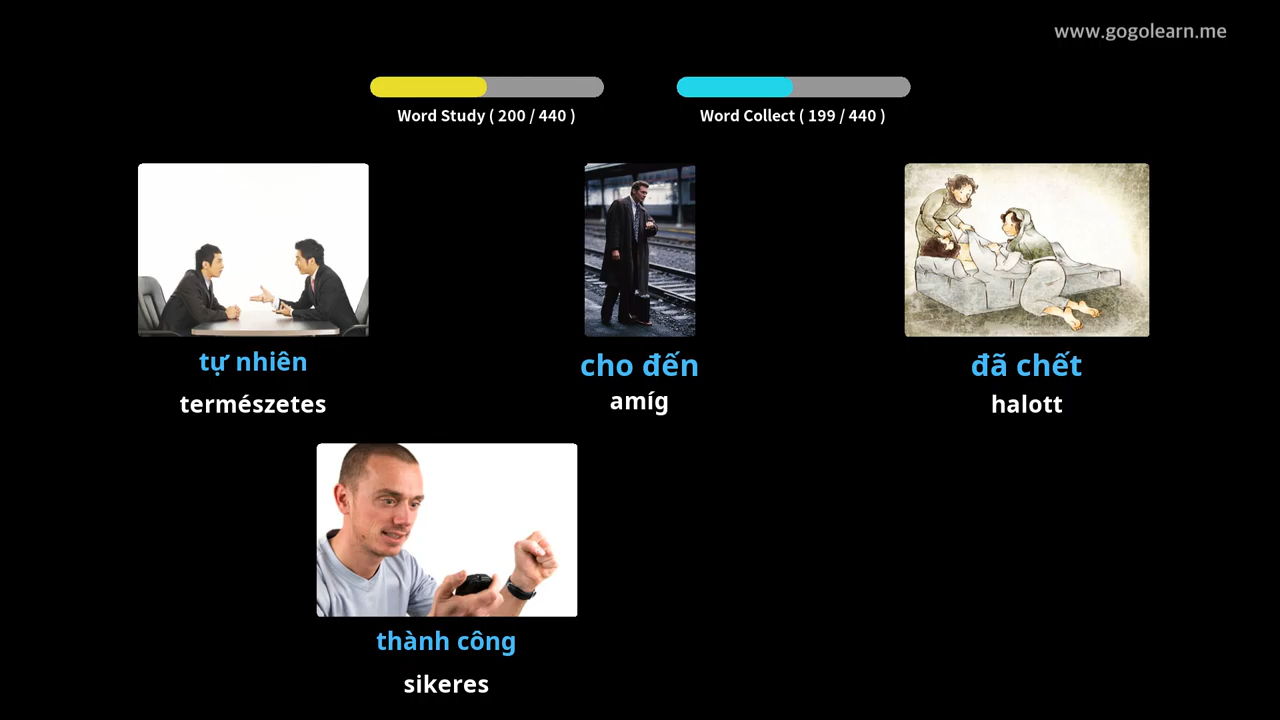 www.gogolearn.me
Word Study ( 200 / 440 )
Word Collect ( 199 / 440 )
tự nhiên
természetes
cho đến
amíg
đã chết
halott
thành công
sikeres